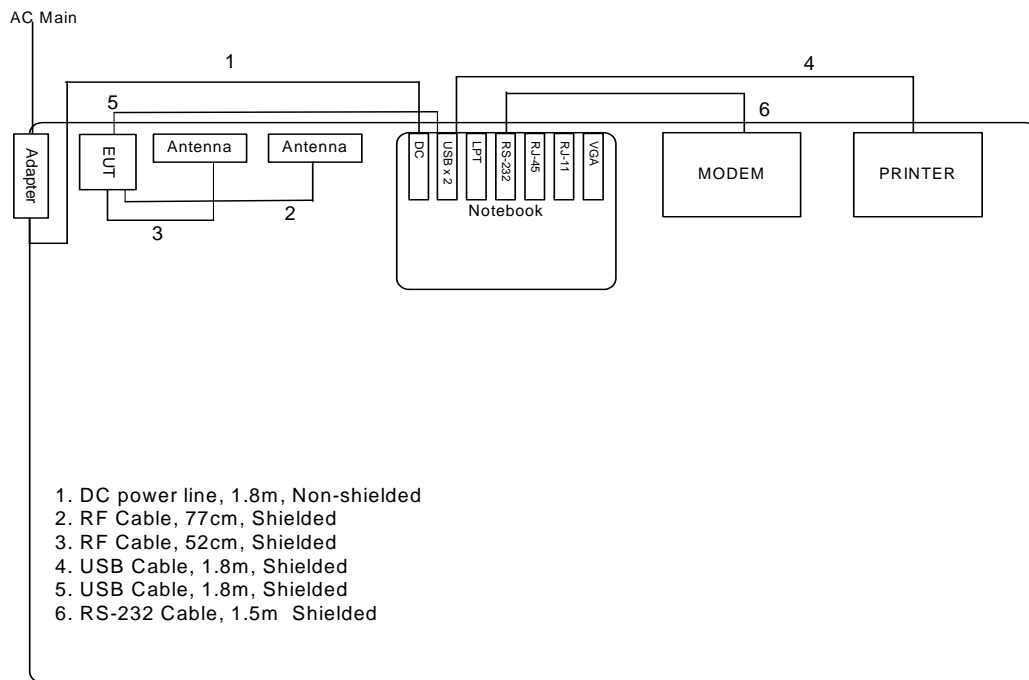 AC Main
1
4
5
6
Adapter
EUT
Antenna
Antenna
DC
USB x 2
LPT
RS-232
RJ-45
RJ-11
VGA
MODEM
PRINTER
Notebook
2
3
1. DC power line, 1.8m, Non-shielded
2. RF Cable, 77cm, Shielded
3. RF Cable, 52cm, Shielded
4. USB Cable, 1.8m, Shielded
5. USB Cable, 1.8m, Shielded
6. RS-232 Cable, 1.5m  Shielded